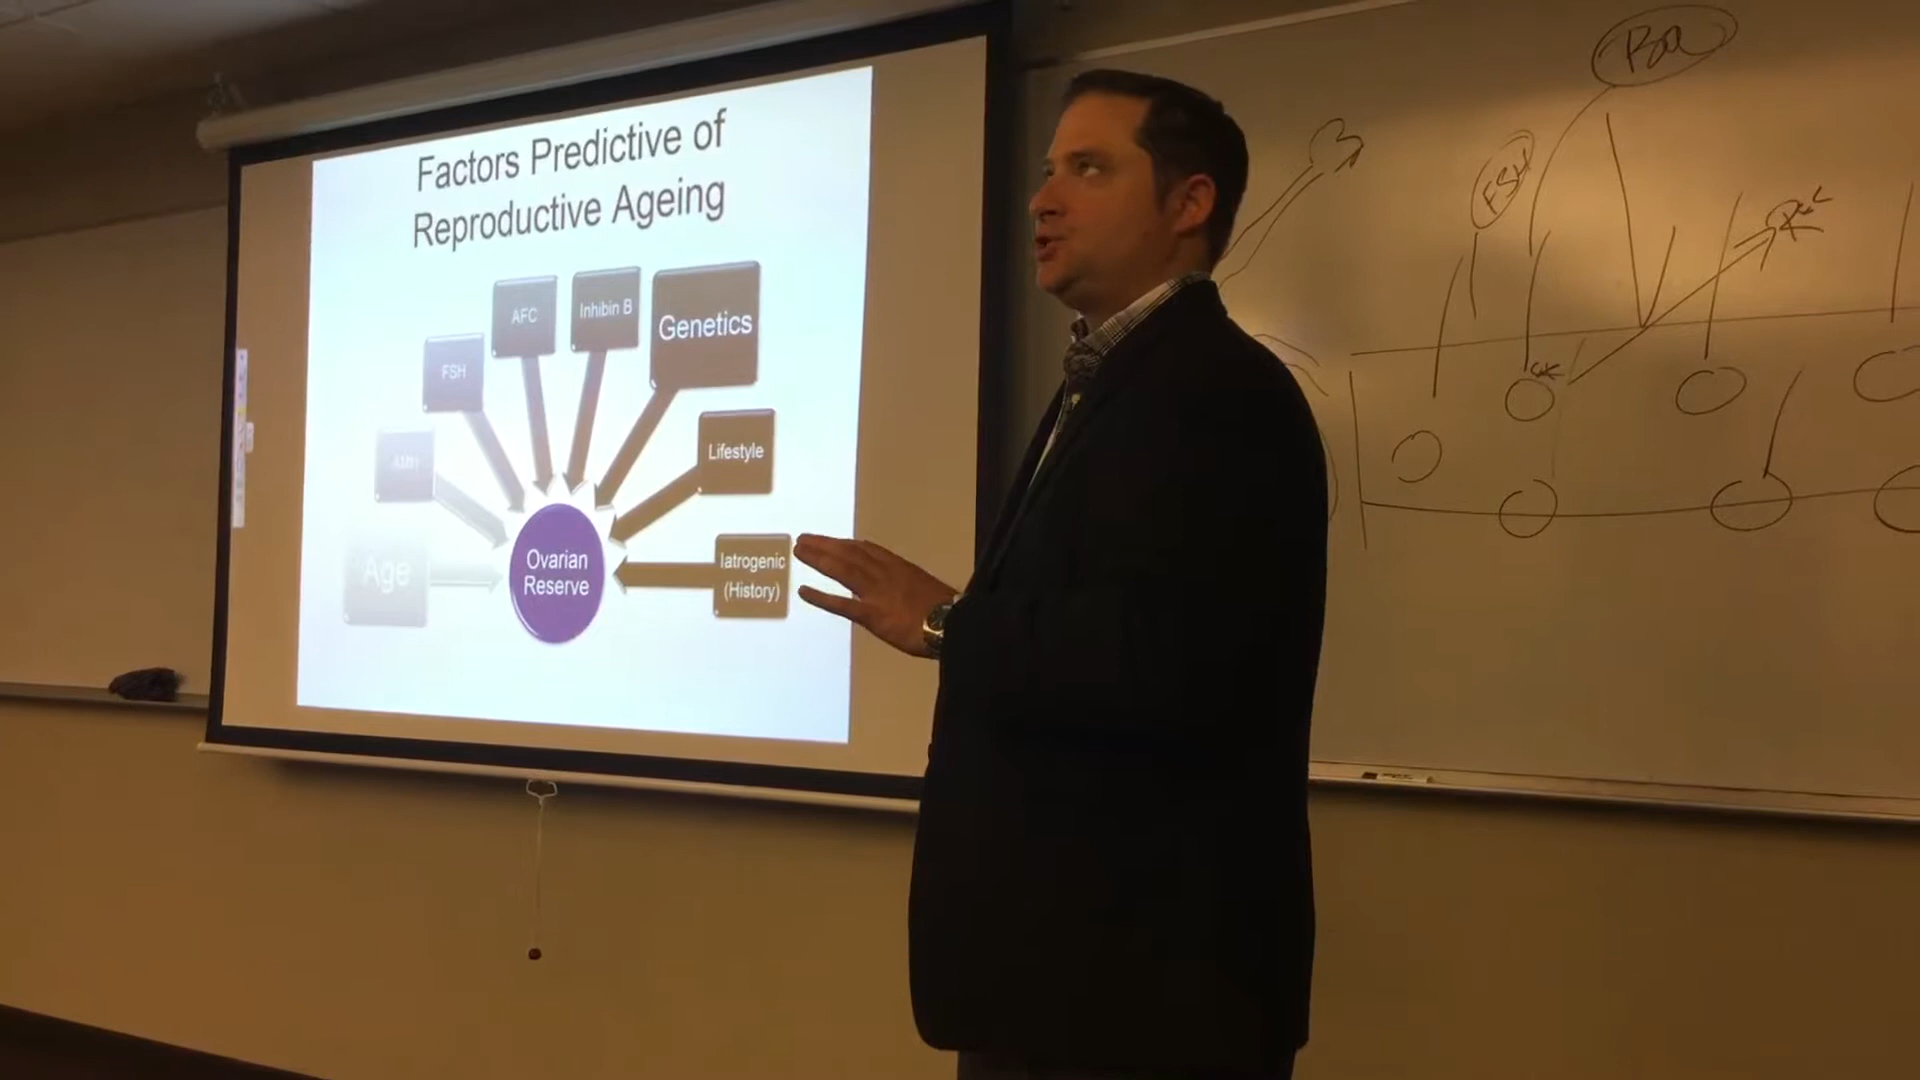 Factors Predictive of
Reproductive Ageing
AFC
Inhibin B
Genetics
FSH
AMH
Lifestyle
Age
Ovarian
Reserve
Iatrogenic
(History)
FSH